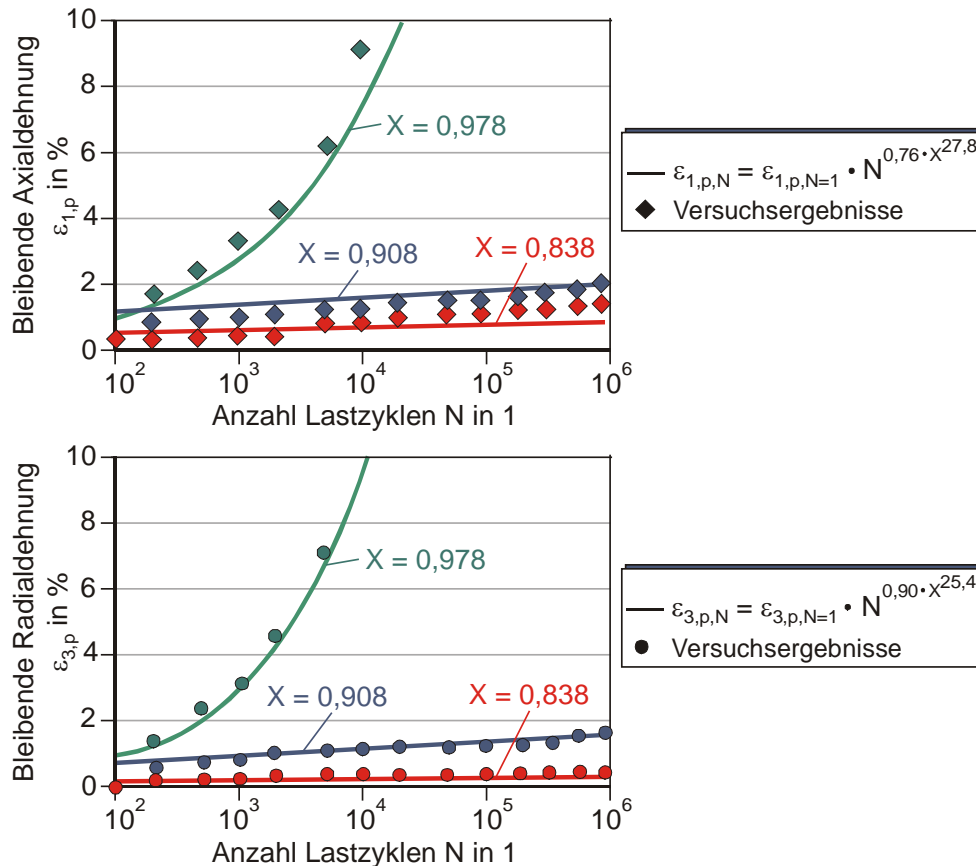 Bleibende Axialdehnung
ε1,p in %
10
8
6
4
2
0
X = 0,978
X = 0,908
X = 0,838
10^2
10^3
10^4
10^5
10^6
Anzahl Lastzyklen N in 1
ε1,p,N = ε1,p,N=1 • N^0,76•X^27,8
Versuchsergebnisse
Bleibende Radialdehnung
ε3,p in %
10
8
6
4
2
0
X = 0,978
X = 0,908
X = 0,838
10^2
10^3
10^4
10^5
10^6
Anzahl Lastzyklen N in 1
ε3,p,N = ε3,p,N=1 • N^0,90•X^25,4
Versuchsergebnisse